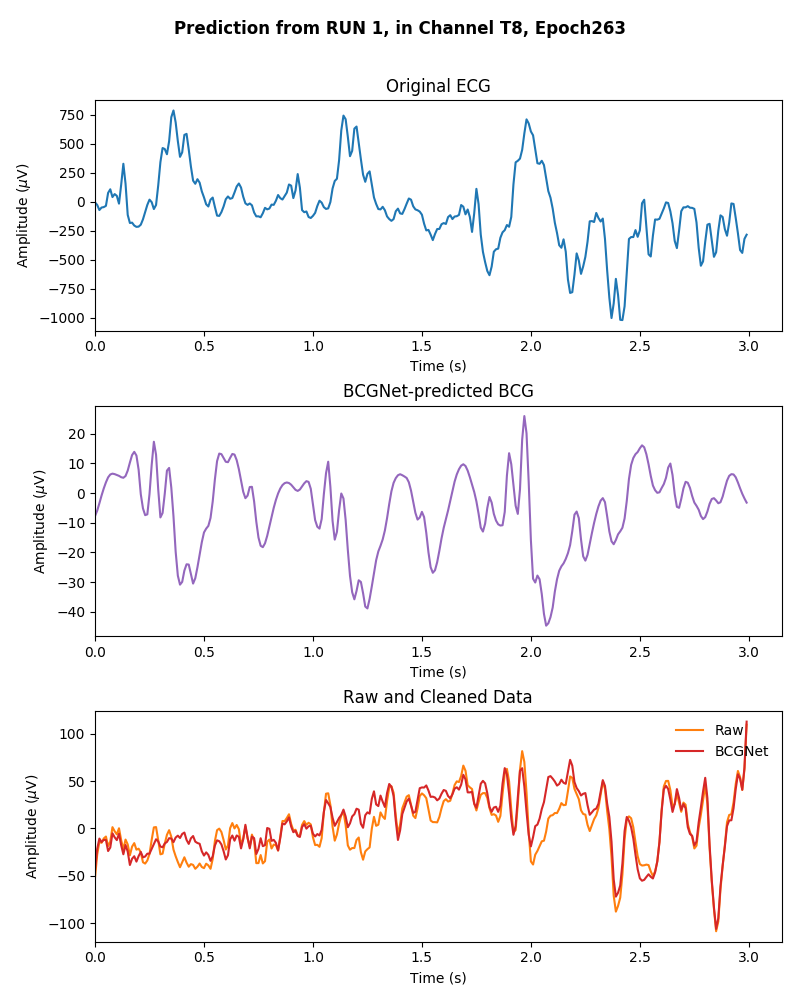 Prediction from RUN 1, in Channel T8, Epoch263
Original ECG
Amplitude (μV)
750
500
250
0
−250
−500
−750
−1000
0.0 0.5 1.0 1.5 2.0 2.5 3.0
Time (s)
BCGNet-predicted BCG
Amplitude (μV)
20
10
0
−10
−20
−30
−40
0.0 0.5 1.0 1.5 2.0 2.5 3.0
Time (s)
Raw and Cleaned Data
Amplitude (μV)
100
50
0
−50
−100
Raw
BCGNet
0.0 0.5 1.0 1.5 2.0 2.5 3.0
Time (s)